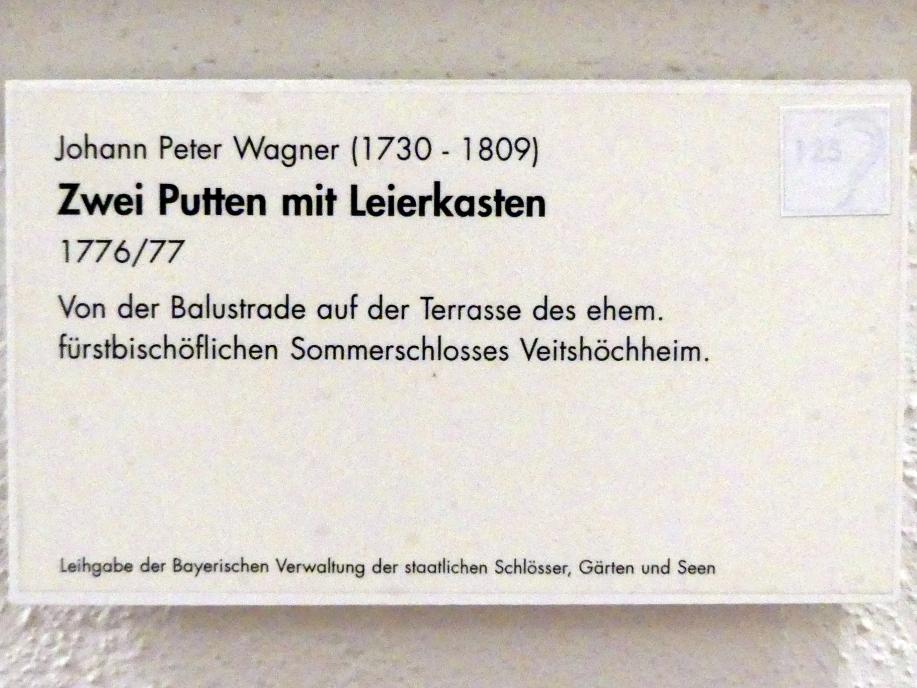 Johann Peter Wagner (1730 - 1809)
125
Zwei Putten mit Leierkasten
1776/77
Von der Balustrade auf der Terrasse des ehem.
fürstbischöflichen Sommerschlosses Veitshöchheim.
Leihgabe der Bayerischen Verwaltung der staatlichen Schlösser, Gärten und Seen